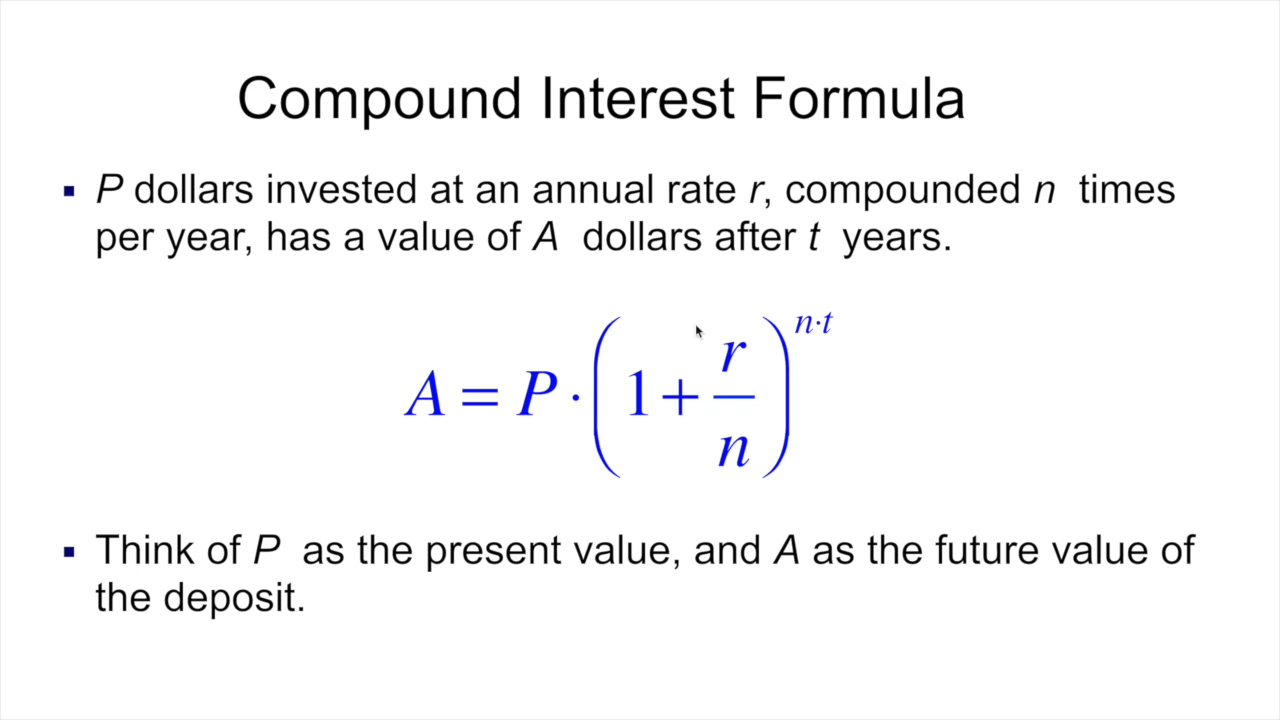 Compound Interest Formula
▪ P dollars invested at an annual rate r, compounded n times
per year, has a value of A dollars after t years.
A = P · ( 1 + r/n )^(n·t)
▪ Think of P as the present value, and A as the future value of
the deposit.